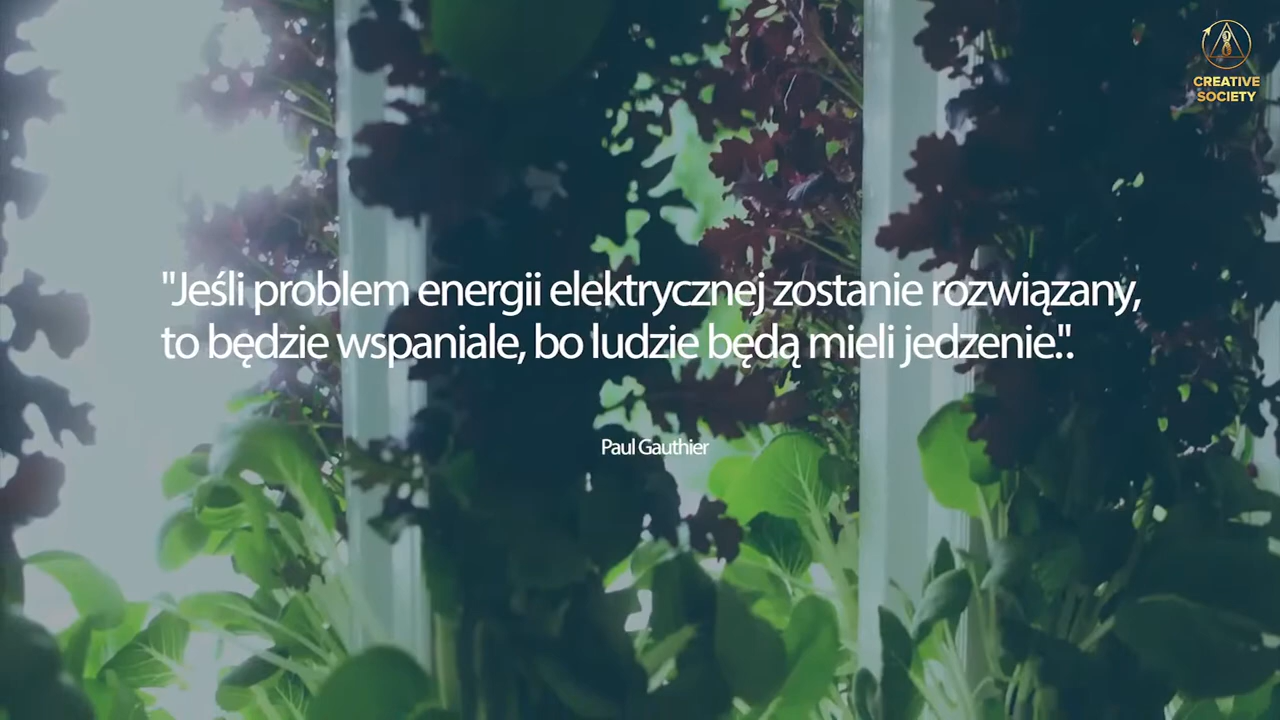 CREATIVE
SOCIETY
"Jeśli problem energii elektrycznej zostanie rozwiązany,
to będzie wspaniale, bo ludzie będą mieli jedzenie.".
Paul Gauthier